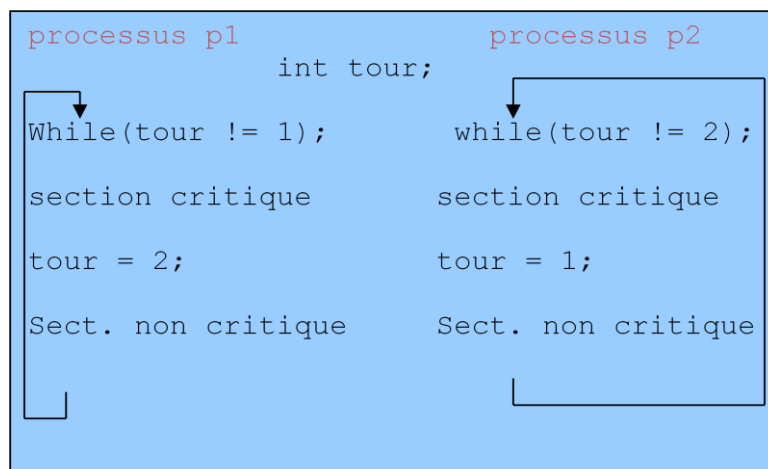 processus p1 processus p2
int tour;
While(tour != 1); while(tour != 2);
section critique section critique
tour = 2; tour = 1;
Sect. non critique Sect. non critique